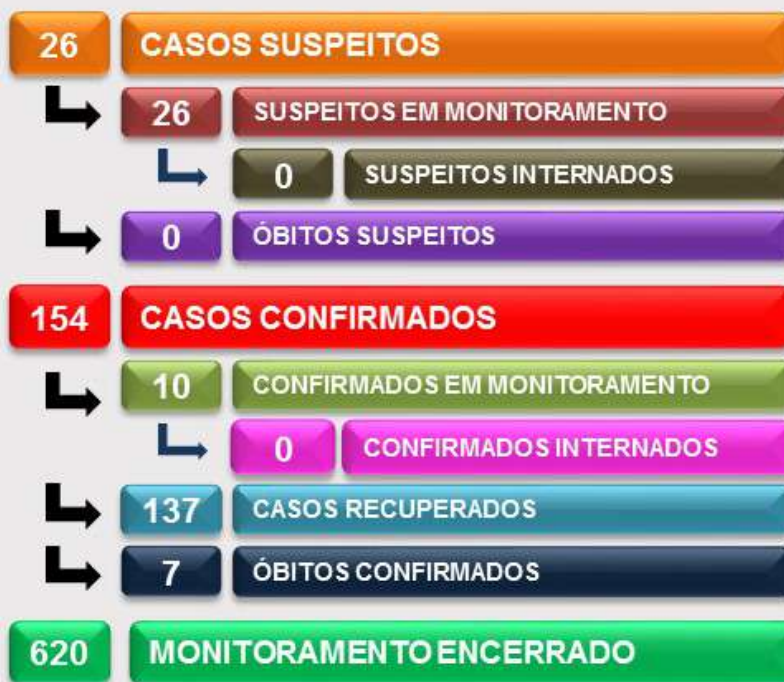 26 CASOS SUSPEITOS
26 SUSPEITOS EM MONITORAMENTO
0 SUSPEITOS INTERNADOS
0 ÓBITOS SUSPEITOS
154 CASOS CONFIRMADOS
10 CONFIRMADOS EM MONITORAMENTO
0 CONFIRMADOS INTERNADOS
137 CASOS RECUPERADOS
7 ÓBITOS CONFIRMADOS
620 MONITORAMENTO ENCERRADO